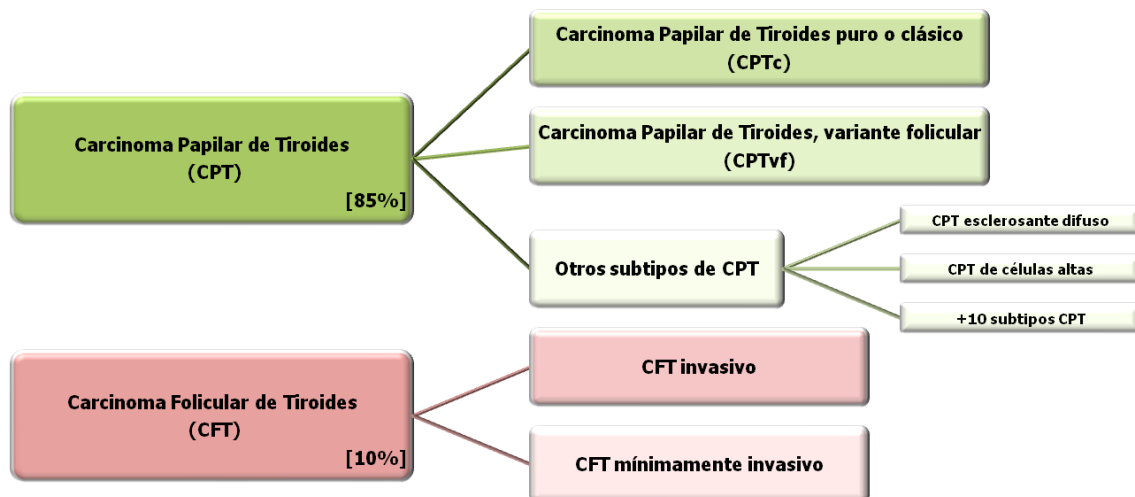 Carcinoma Papilar de Tiroides
(CPT)
[85%]
Carcinoma Papilar de Tiroides puro o clásico
(CPTc)
Carcinoma Papilar de Tiroides, variante folicular
(CPTvf)
Otros subtipos de CPT
CPT esclerosante difuso
CPT de células altas
+10 subtipos CPT
Carcinoma Folicular de Tiroides
(CFT)
[10%]
CFT invasivo
CFT mínimamente invasivo